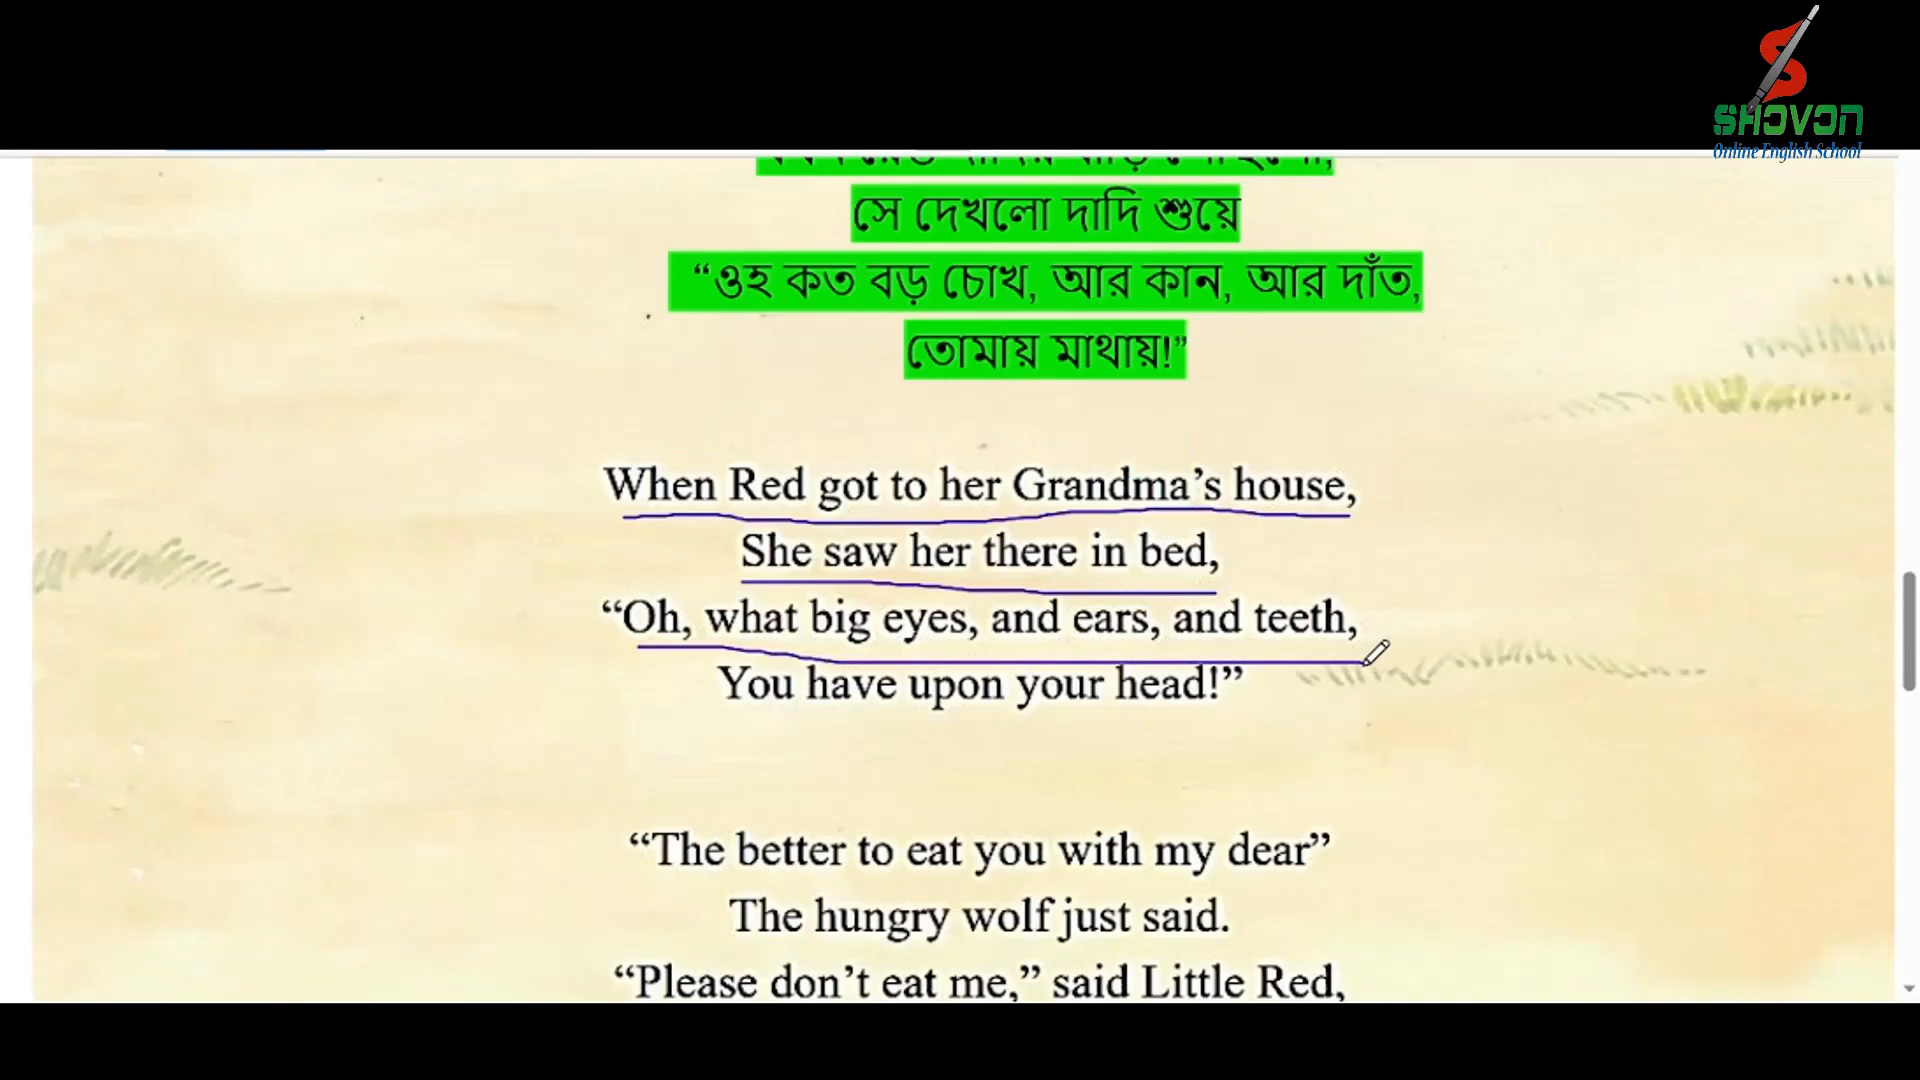 SHOVON
Online English School
সে দেখলো দাদি শুয়ে
“ওহ কত বড় চোখ, আর কান, আর দাঁত,
তোমায় মাথায়!”
When Red got to her Grandma’s house,
She saw her there in bed,
“Oh, what big eyes, and ears, and teeth,
You have upon your head!”
“The better to eat you with my dear”
The hungry wolf just said.
“Please don’t eat me,” said Little Red,